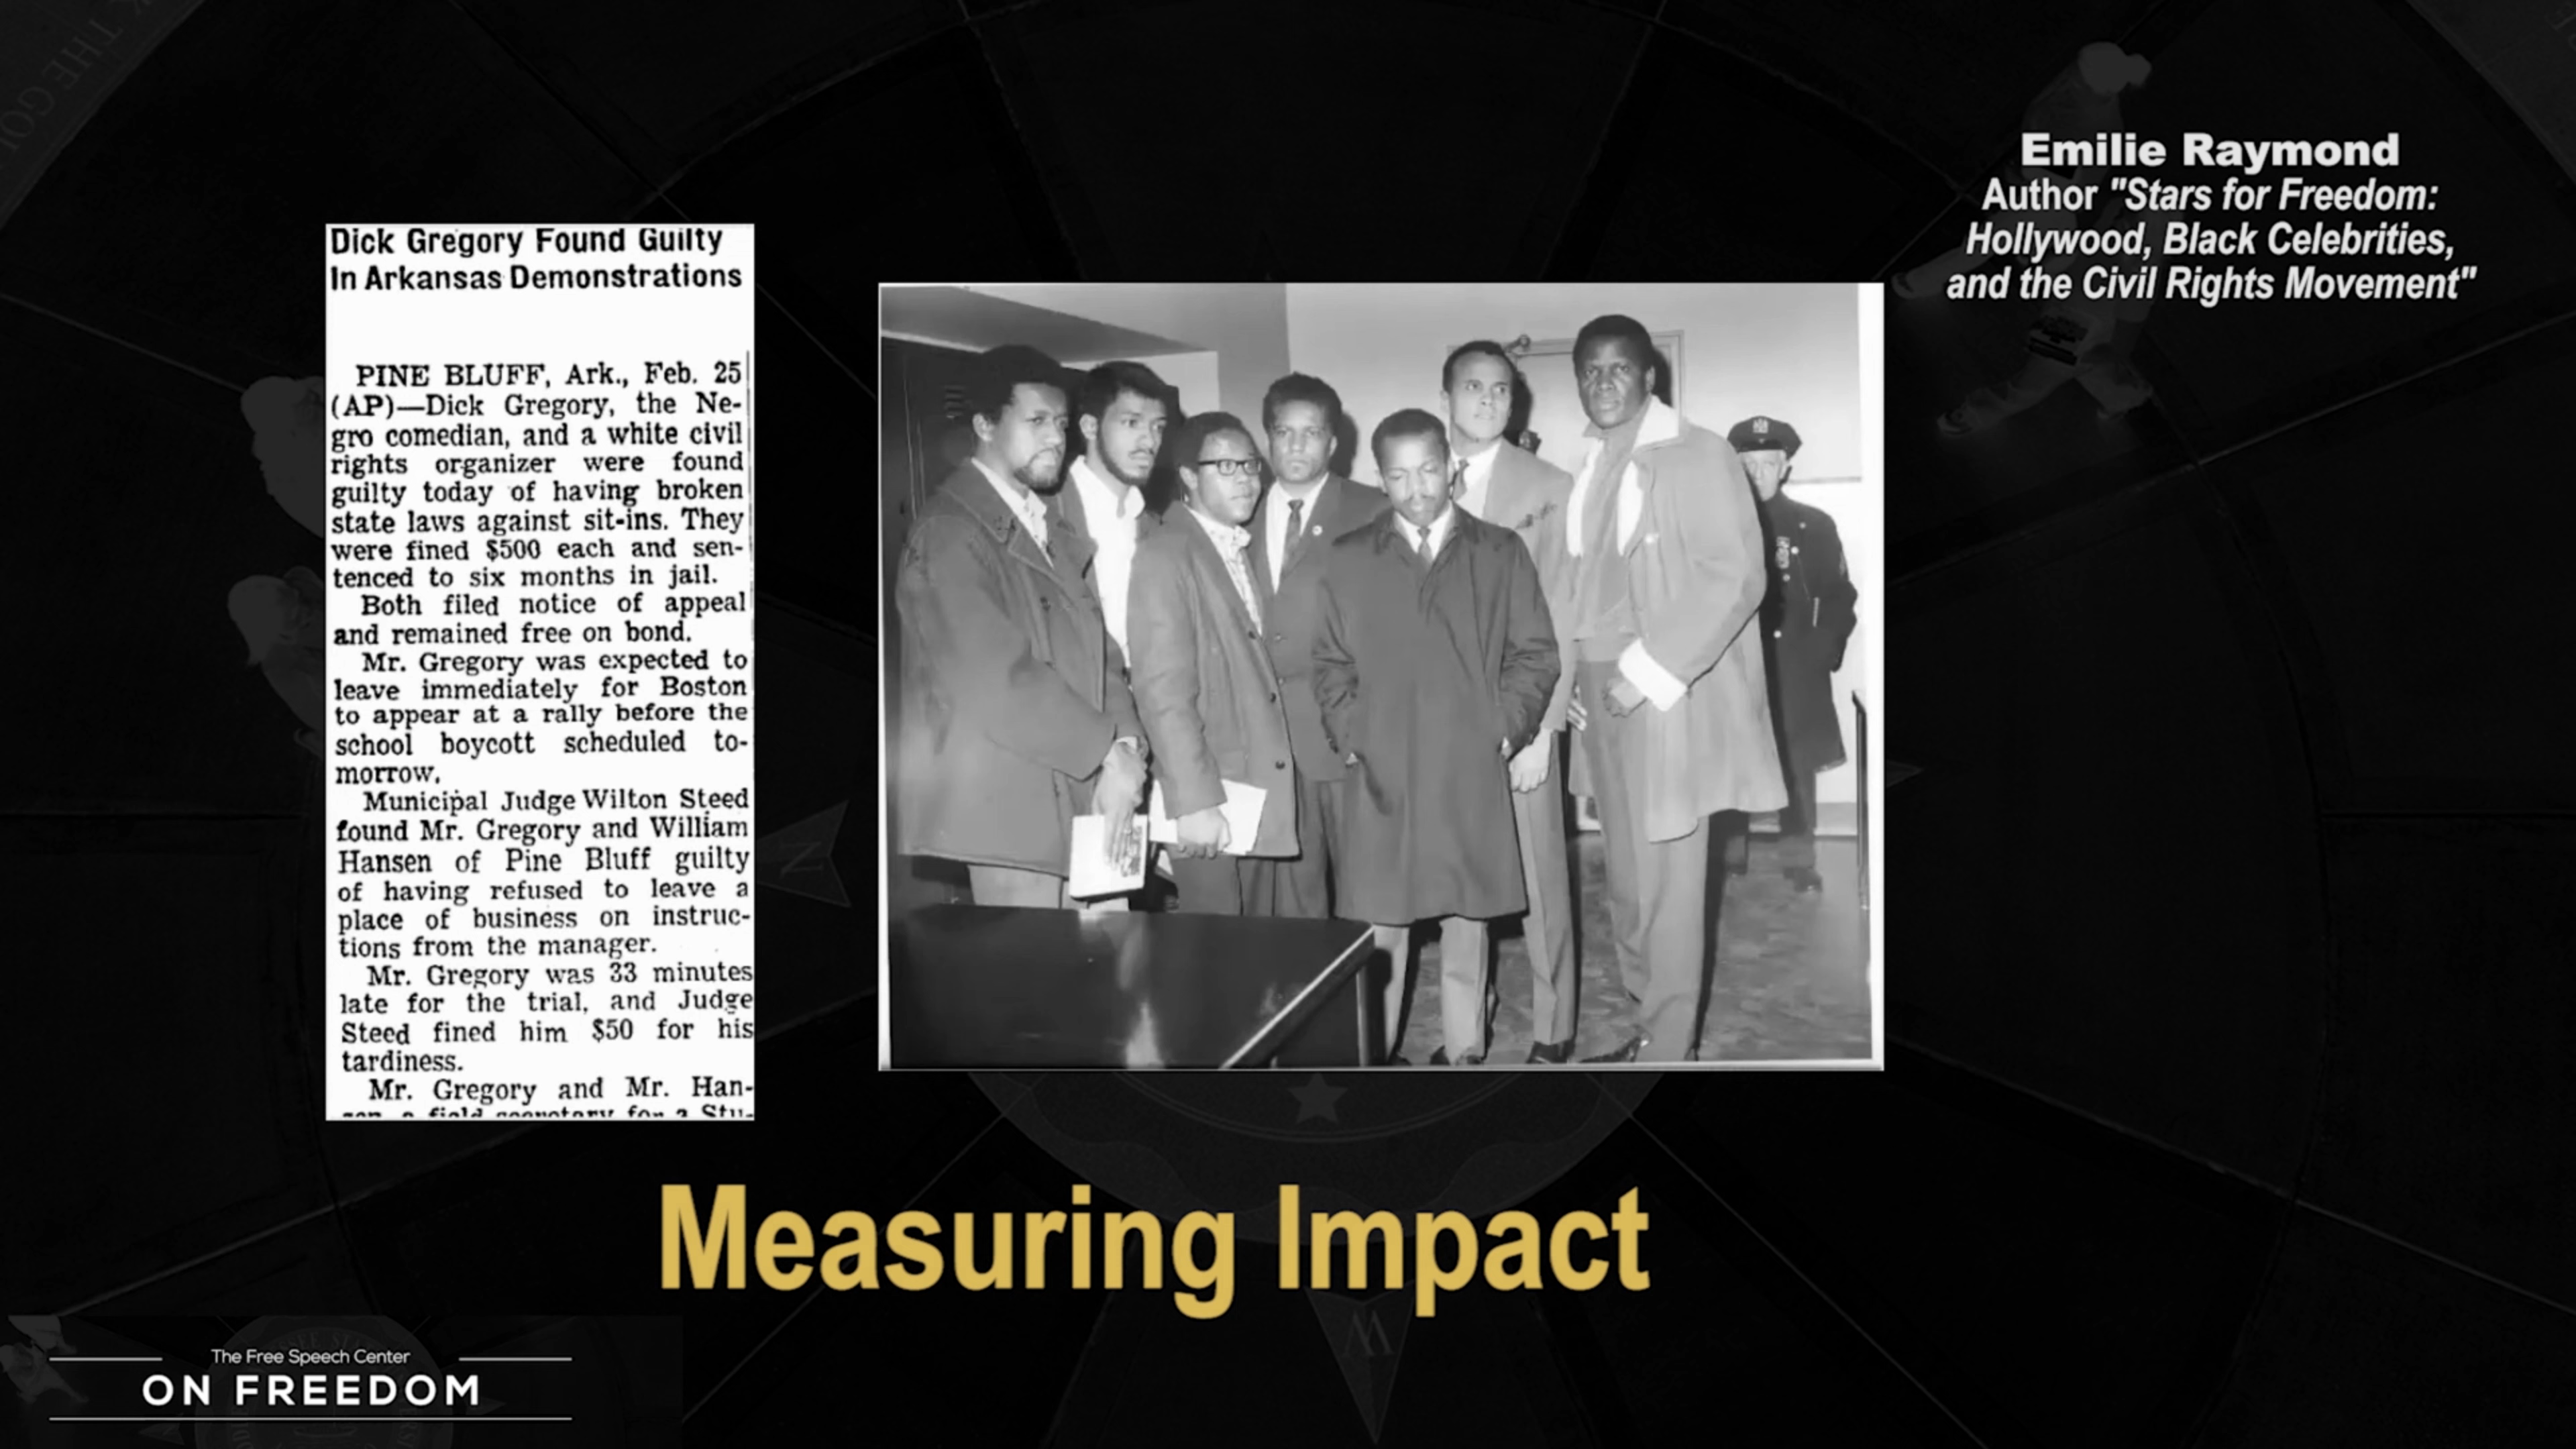 Emilie Raymond
Author "Stars for Freedom:
Hollywood, Black Celebrities,
and the Civil Rights Movement"
Dick Gregory Found Guilty
In Arkansas Demonstrations
PINE BLUFF, Ark., Feb. 25
(AP)—Dick Gregory, the Ne-
gro comedian, and a white civil
rights organizer were found
guilty today of having broken
state laws against sit-ins. They
were fined $500 each and sen-
tenced to six months in jail.
Both filed notice of appeal
and remained free on bond.
Mr. Gregory was expected to
leave immediately for Boston
to appear at a rally before the
school boycott scheduled to-
morrow.
Municipal Judge Wilton Steed
found Mr. Gregory and William
Hansen of Pine Bluff guilty
of having refused to leave a
place of business on instruc-
tions from the manager.
Mr. Gregory was 33 minutes
late for the trial, and Judge
Steed fined him $50 for his
tardiness.
Mr. Gregory and Mr. Han-
sen, a field secretary for a Stu-
Measuring Impact
The Free Speech Center
ON FREEDOM
THE GOL
N
W